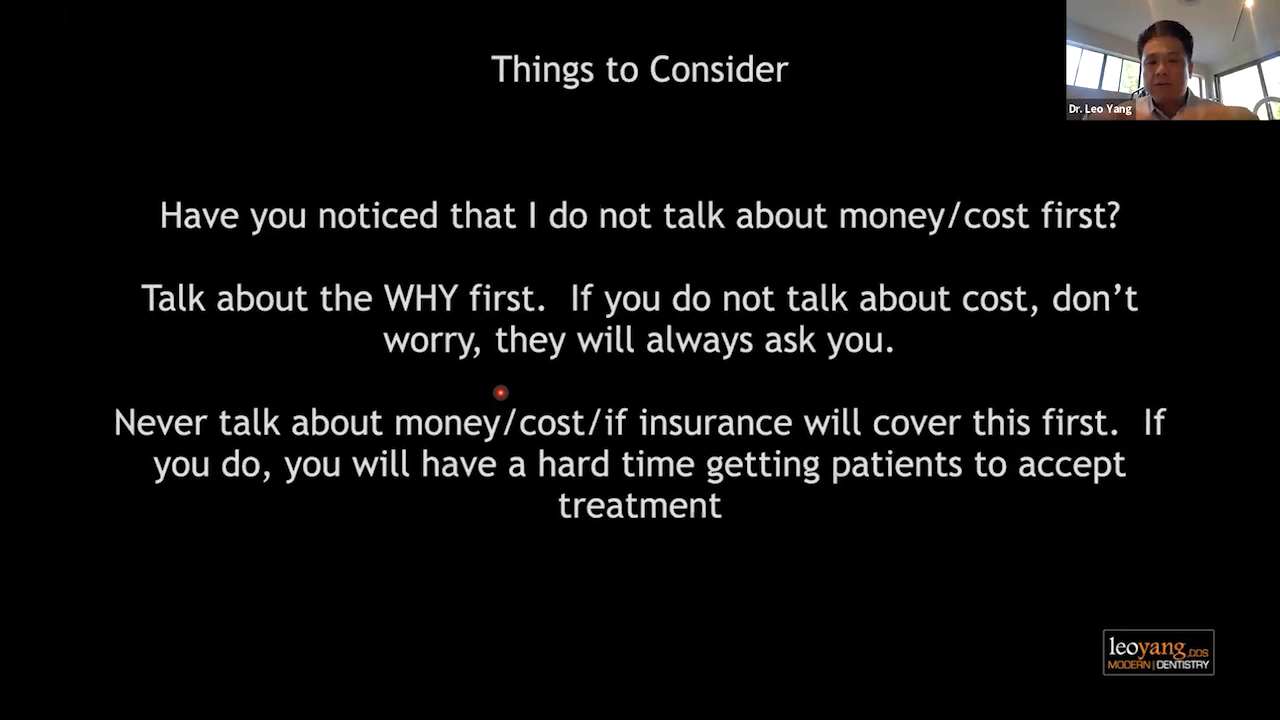 Things to Consider
Dr. Leo Yang
Have you noticed that I do not talk about money/cost first?
Talk about the WHY first.  If you do not talk about cost, don’t
worry, they will always ask you.
Never talk about money/cost/if insurance will cover this first.  If
you do, you will have a hard time getting patients to accept
treatment
leoyang,DDS
MODERN|DENTISTRY